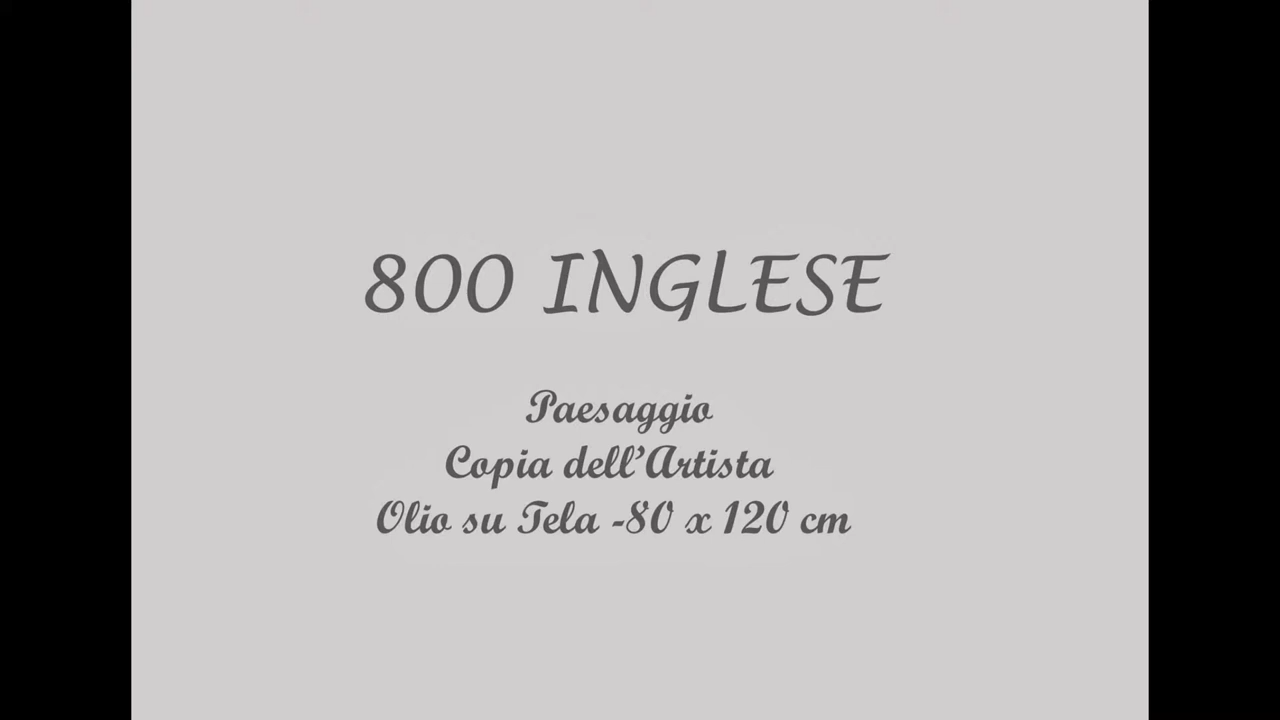 800 INGLESE
Paesaggio
Copia dell'Artista
Olio su Tela -80 x 120 cm